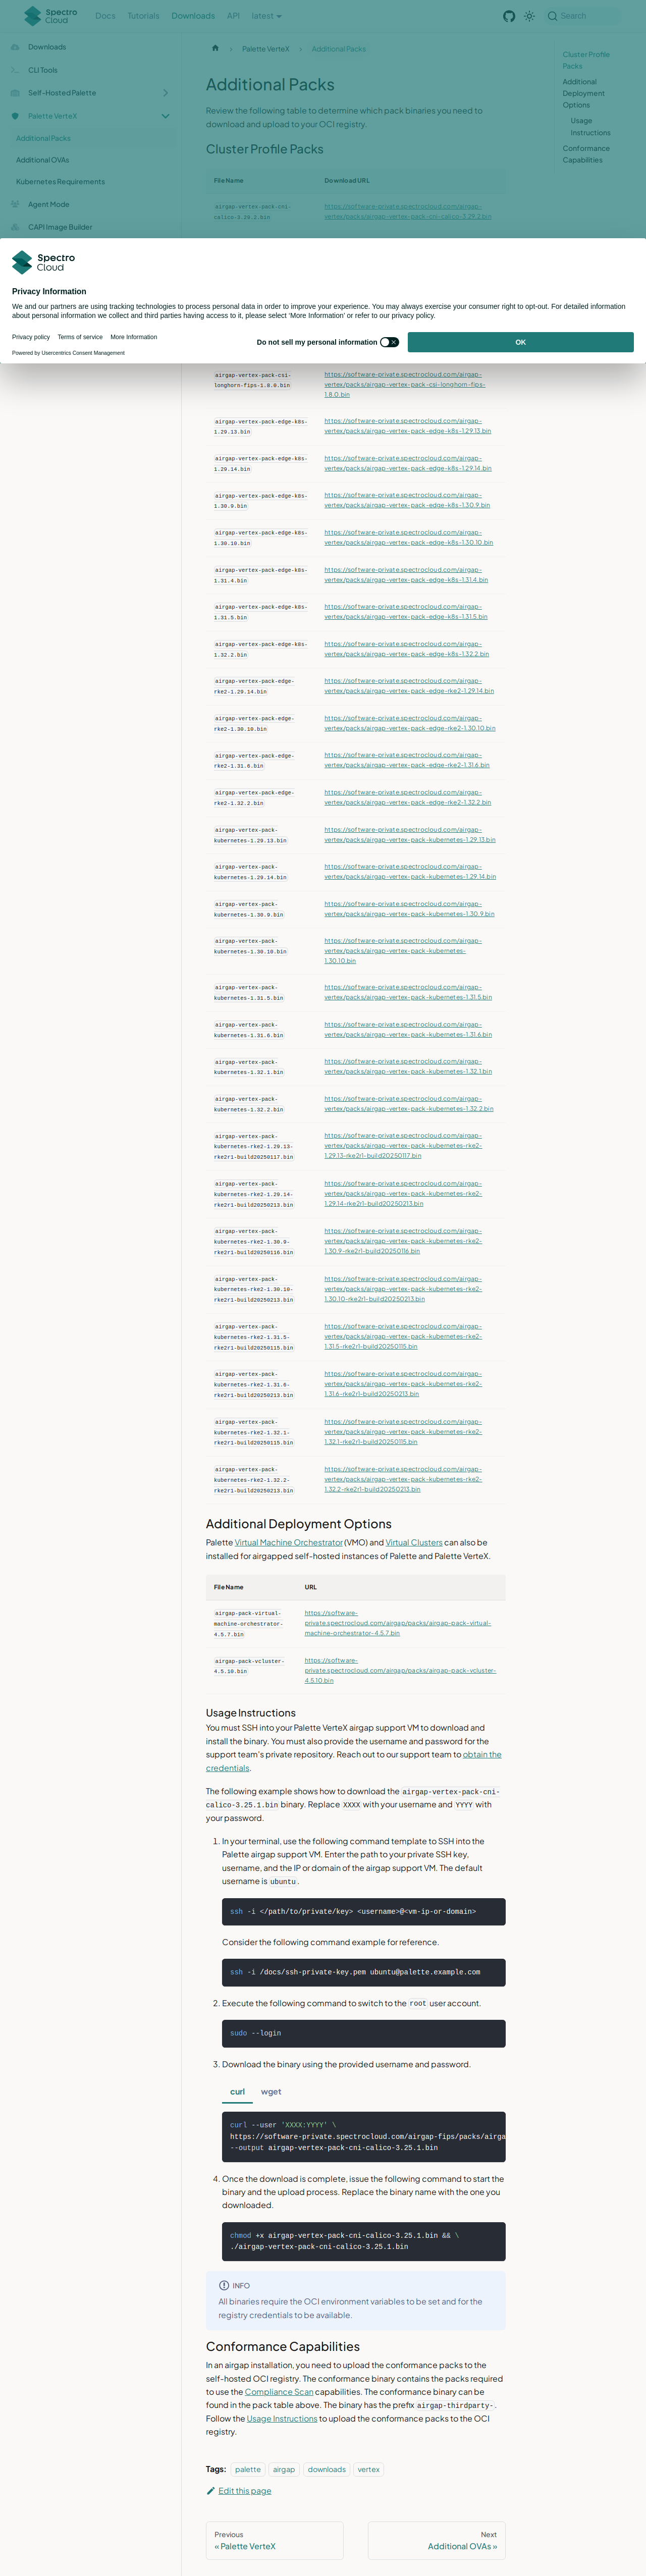 Spectro Cloud
Docs
Tutorials
Downloads
API
latest
Search
Downloads
CLI Tools
Self-Hosted Palette
Palette VerteX
Additional Packs
Additional OVAs
Kubernetes Requirements
Agent Mode
CAPI Image Builder
Palette VerteX
Additional Packs
Additional Packs
Review the following table to determine which pack binaries you need to
download and upload to your OCI registry.
Cluster Profile Packs
File Name
Download URL
airgap-vertex-pack-cni-
calico-3.29.2.bin
https://software-private.spectrocloud.com/airgap-
vertex/packs/airgap-vertex-pack-cni-calico-3.29.2.bin
Cluster Profile
Packs
Additional
Deployment
Options
Usage
Instructions
Conformance
Capabilities
Spectro Cloud
Privacy Information
We and our partners are using tracking technologies to process personal data in order to improve your experience. You may always exercise your consumer right to opt-out. For detailed information
about personal information we collect and third parties having access to it, please select 'More Information' or refer to our privacy policy.
Privacy policy
Terms of service
More Information
Do not sell my personal information
OK
Powered by Usercentrics Consent Management
airgap-vertex-pack-csi-
longhorn-fips-1.8.0.bin
https://software-private.spectrocloud.com/airgap-
vertex/packs/airgap-vertex-pack-csi-longhorn-fips-
1.8.0.bin
airgap-vertex-pack-edge-k8s-
1.29.13.bin
https://software-private.spectrocloud.com/airgap-
vertex/packs/airgap-vertex-pack-edge-k8s-1.29.13.bin
airgap-vertex-pack-edge-k8s-
1.29.14.bin
https://software-private.spectrocloud.com/airgap-
vertex/packs/airgap-vertex-pack-edge-k8s-1.29.14.bin
airgap-vertex-pack-edge-k8s-
1.30.9.bin
https://software-private.spectrocloud.com/airgap-
vertex/packs/airgap-vertex-pack-edge-k8s-1.30.9.bin
airgap-vertex-pack-edge-k8s-
1.30.10.bin
https://software-private.spectrocloud.com/airgap-
vertex/packs/airgap-vertex-pack-edge-k8s-1.30.10.bin
airgap-vertex-pack-edge-k8s-
1.31.4.bin
https://software-private.spectrocloud.com/airgap-
vertex/packs/airgap-vertex-pack-edge-k8s-1.31.4.bin
airgap-vertex-pack-edge-k8s-
1.31.5.bin
https://software-private.spectrocloud.com/airgap-
vertex/packs/airgap-vertex-pack-edge-k8s-1.31.5.bin
airgap-vertex-pack-edge-k8s-
1.32.2.bin
https://software-private.spectrocloud.com/airgap-
vertex/packs/airgap-vertex-pack-edge-k8s-1.32.2.bin
airgap-vertex-pack-edge-
rke2-1.29.14.bin
https://software-private.spectrocloud.com/airgap-
vertex/packs/airgap-vertex-pack-edge-rke2-1.29.14.bin
airgap-vertex-pack-edge-
rke2-1.30.10.bin
https://software-private.spectrocloud.com/airgap-
vertex/packs/airgap-vertex-pack-edge-rke2-1.30.10.bin
airgap-vertex-pack-edge-
rke2-1.31.6.bin
https://software-private.spectrocloud.com/airgap-
vertex/packs/airgap-vertex-pack-edge-rke2-1.31.6.bin
airgap-vertex-pack-edge-
rke2-1.32.2.bin
https://software-private.spectrocloud.com/airgap-
vertex/packs/airgap-vertex-pack-edge-rke2-1.32.2.bin
airgap-vertex-pack-
kubernetes-1.29.13.bin
https://software-private.spectrocloud.com/airgap-
vertex/packs/airgap-vertex-pack-kubernetes-1.29.13.bin
airgap-vertex-pack-
kubernetes-1.29.14.bin
https://software-private.spectrocloud.com/airgap-
vertex/packs/airgap-vertex-pack-kubernetes-1.29.14.bin
airgap-vertex-pack-
kubernetes-1.30.9.bin
https://software-private.spectrocloud.com/airgap-
vertex/packs/airgap-vertex-pack-kubernetes-1.30.9.bin
airgap-vertex-pack-
kubernetes-1.30.10.bin
https://software-private.spectrocloud.com/airgap-
vertex/packs/airgap-vertex-pack-kubernetes-
1.30.10.bin
airgap-vertex-pack-
kubernetes-1.31.5.bin
https://software-private.spectrocloud.com/airgap-
vertex/packs/airgap-vertex-pack-kubernetes-1.31.5.bin
airgap-vertex-pack-
kubernetes-1.31.6.bin
https://software-private.spectrocloud.com/airgap-
vertex/packs/airgap-vertex-pack-kubernetes-1.31.6.bin
airgap-vertex-pack-
kubernetes-1.32.1.bin
https://software-private.spectrocloud.com/airgap-
vertex/packs/airgap-vertex-pack-kubernetes-1.32.1.bin
airgap-vertex-pack-
kubernetes-1.32.2.bin
https://software-private.spectrocloud.com/airgap-
vertex/packs/airgap-vertex-pack-kubernetes-1.32.2.bin
airgap-vertex-pack-
kubernetes-rke2-1.29.13-
rke2r1-build20250117.bin
https://software-private.spectrocloud.com/airgap-
vertex/packs/airgap-vertex-pack-kubernetes-rke2-
1.29.13-rke2r1-build20250117.bin
airgap-vertex-pack-
kubernetes-rke2-1.29.14-
rke2r1-build20250213.bin
https://software-private.spectrocloud.com/airgap-
vertex/packs/airgap-vertex-pack-kubernetes-rke2-
1.29.14-rke2r1-build20250213.bin
airgap-vertex-pack-
kubernetes-rke2-1.30.9-
rke2r1-build20250116.bin
https://software-private.spectrocloud.com/airgap-
vertex/packs/airgap-vertex-pack-kubernetes-rke2-
1.30.9-rke2r1-build20250116.bin
airgap-vertex-pack-
kubernetes-rke2-1.30.10-
rke2r1-build20250213.bin
https://software-private.spectrocloud.com/airgap-
vertex/packs/airgap-vertex-pack-kubernetes-rke2-
1.30.10-rke2r1-build20250213.bin
airgap-vertex-pack-
kubernetes-rke2-1.31.5-
rke2r1-build20250115.bin
https://software-private.spectrocloud.com/airgap-
vertex/packs/airgap-vertex-pack-kubernetes-rke2-
1.31.5-rke2r1-build20250115.bin
airgap-vertex-pack-
kubernetes-rke2-1.31.6-
rke2r1-build20250213.bin
https://software-private.spectrocloud.com/airgap-
vertex/packs/airgap-vertex-pack-kubernetes-rke2-
1.31.6-rke2r1-build20250213.bin
airgap-vertex-pack-
kubernetes-rke2-1.32.1-
rke2r1-build20250115.bin
https://software-private.spectrocloud.com/airgap-
vertex/packs/airgap-vertex-pack-kubernetes-rke2-
1.32.1-rke2r1-build20250115.bin
airgap-vertex-pack-
kubernetes-rke2-1.32.2-
rke2r1-build20250213.bin
https://software-private.spectrocloud.com/airgap-
vertex/packs/airgap-vertex-pack-kubernetes-rke2-
1.32.2-rke2r1-build20250213.bin
Additional Deployment Options
Palette Virtual Machine Orchestrator (VMO) and Virtual Clusters can also be
installed for airgapped self-hosted instances of Palette and Palette VerteX.
File Name
URL
airgap-pack-virtual-
machine-orchestrator-
4.5.7.bin
https://software-
private.spectrocloud.com/airgap/packs/airgap-pack-virtual-
machine-orchestrator-4.5.7.bin
airgap-pack-vcluster-
4.5.10.bin
https://software-
private.spectrocloud.com/airgap/packs/airgap-pack-vcluster-
4.5.10.bin
Usage Instructions
You must SSH into your Palette VerteX airgap support VM to download and
install the binary. You must also provide the username and password for the
support team's private repository. Reach out to our support team to obtain the
credentials.
The following example shows how to download the airgap-vertex-pack-cni-
calico-3.25.1.bin binary. Replace XXXX with your username and YYYY with
your password.
1. In your terminal, use the following command template to SSH into the
Palette airgap support VM. Enter the path to your private SSH key,
username, and the IP or domain of the airgap support VM. The default
username is ubuntu.
ssh -i </path/to/private/key> <username>@<vm-ip-or-domain>
Consider the following command example for reference.
ssh -i /docs/ssh-private-key.pem ubuntu@palette.example.com
2. Execute the following command to switch to the root user account.
sudo --login
3. Download the binary using the provided username and password.
curl
wget
curl --user 'XXXX:YYYY' \
https://software-private.spectrocloud.com/airgap-fips/packs/airga
--output airgap-vertex-pack-cni-calico-3.25.1.bin
4. Once the download is complete, issue the following command to start the
binary and the upload process. Replace the binary name with the one you
downloaded.
chmod +x airgap-vertex-pack-cni-calico-3.25.1.bin && \
./airgap-vertex-pack-cni-calico-3.25.1.bin
INFO
All binaries require the OCI environment variables to be set and for the
registry credentials to be available.
Conformance Capabilities
In an airgap installation, you need to upload the conformance packs to the
self-hosted OCI registry. The conformance binary contains the packs required
to use the Compliance Scan capabilities. The conformance binary can be
found in the pack table above. The binary has the prefix airgap-thirdparty-.
Follow the Usage Instructions to upload the conformance packs to the OCI
registry.
Tags:
palette
airgap
downloads
vertex
Edit this page
Previous
« Palette VerteX
Next
Additional OVAs »